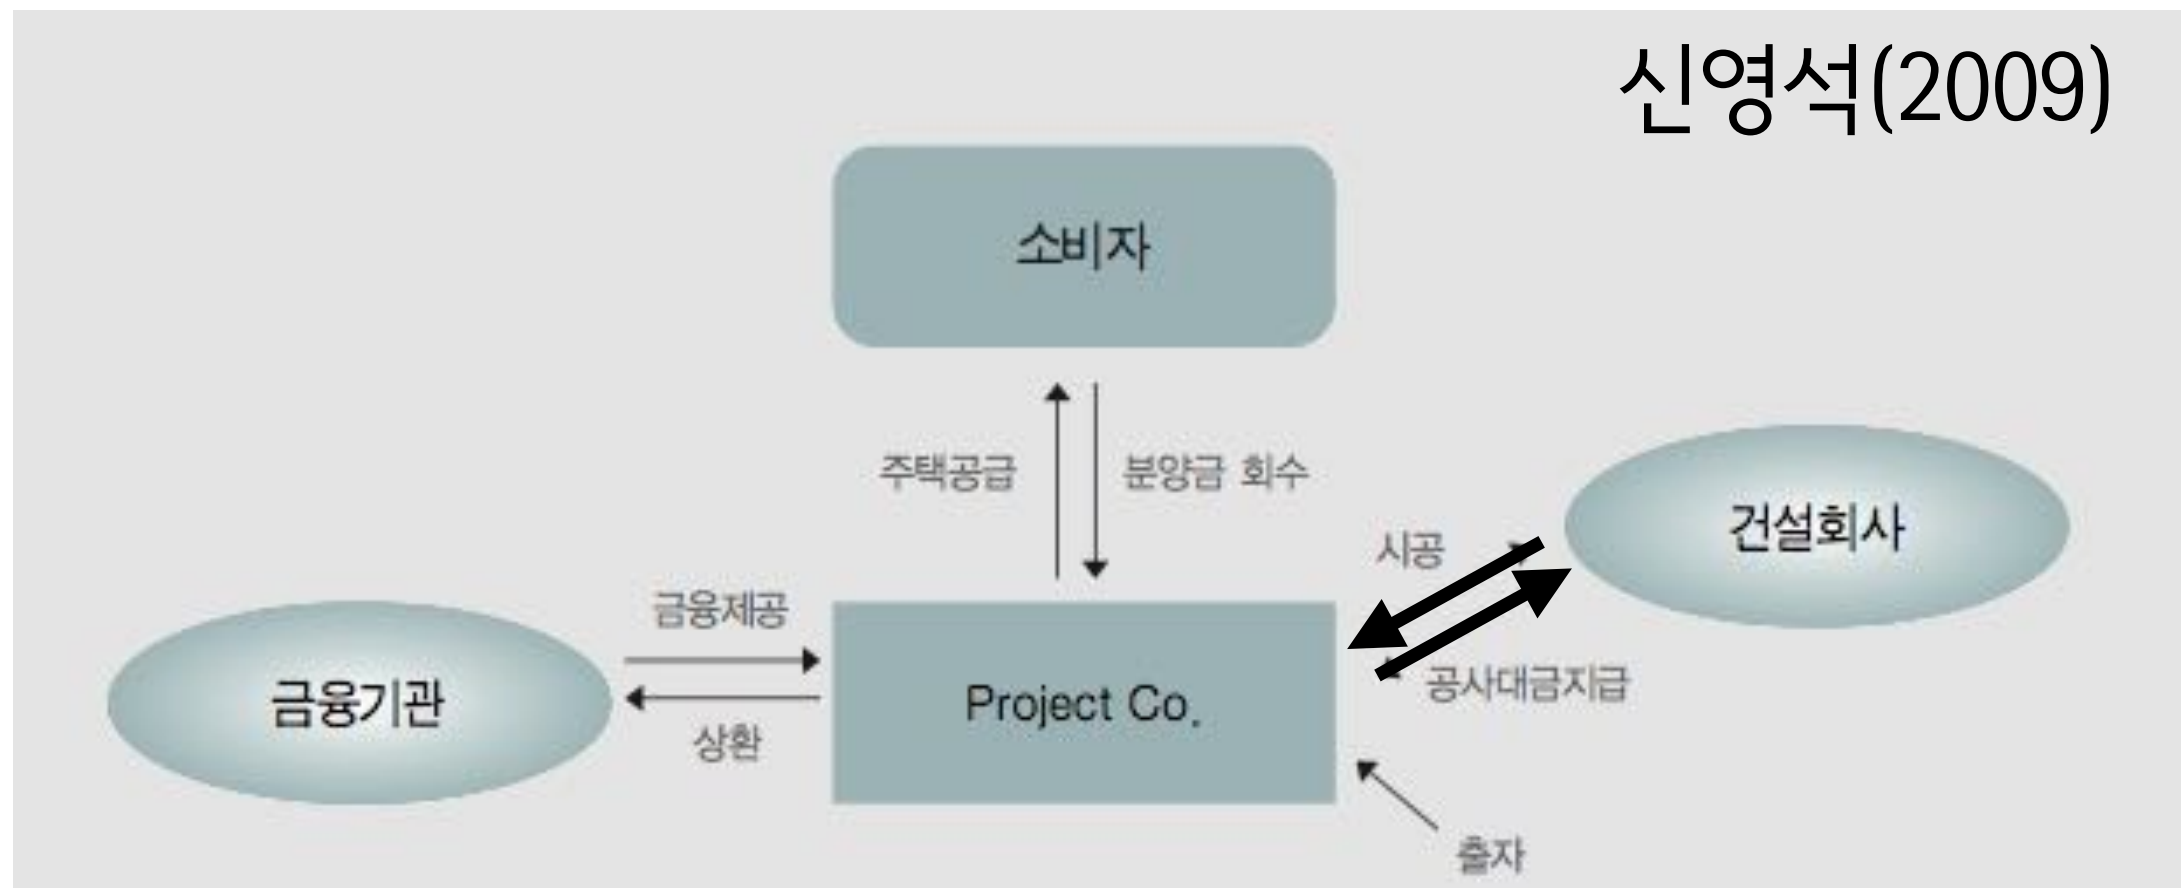 신영석(2009)
소비자
주택공급
분양금 회수
건설회사
시공
금융제공
금융기관
Project Co.
공사대금지급
상환
출자